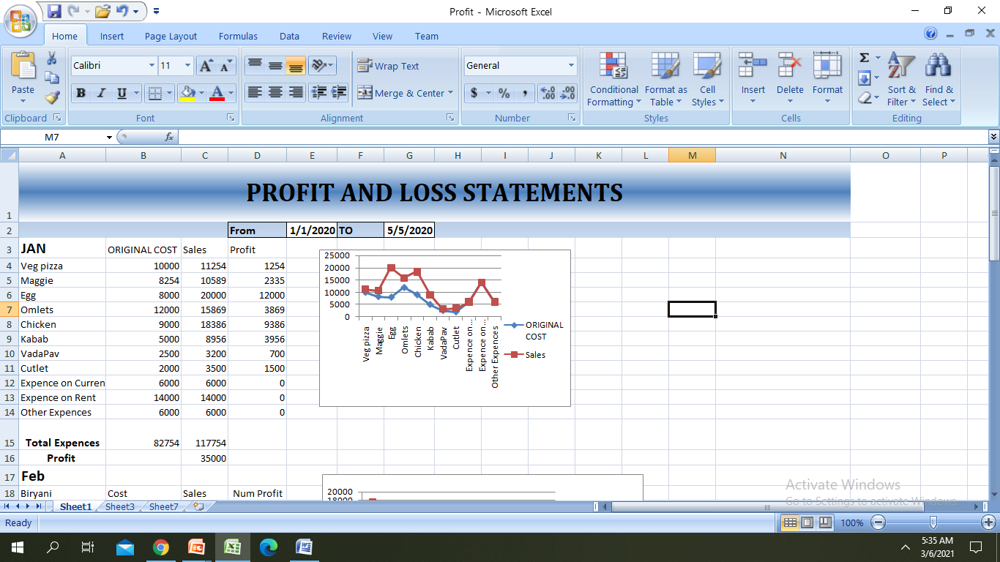 Profit - Microsoft Excel
Home Insert Page Layout Formulas Data Review View Team
Calibri 11 Wrap Text General
Paste Merge & Center $ % , Conditional Formatting Format as Table Cell Styles Insert Delete Format Σ Sort & Filter Find & Select
Clipboard Font Alignment Number Styles Cells Editing
M7 fx
A B C D E F G H I J K L M N O P
1 PROFIT AND LOSS STATEMENTS
2 From 1/1/2020 TO 5/5/2020
3 JAN ORIGINAL COST Sales Profit
4 Veg pizza 10000 11254 1254
5 Maggie 8254 10589 2335
6 Egg 8000 20000 12000
7 Omlets 12000 15869 3869
8 Chicken 9000 18386 9386
9 Kabab 5000 8956 3956
10 VadaPav 2500 3200 700
11 Cutlet 2000 3500 1500
12 Expence on Curren 6000 6000 0
13 Expence on Rent 14000 14000 0
14 Other Expences 6000 6000 0
15 Total Expences 82754 117754
16 Profit 35000
17 Feb
18 Biryani Cost Sales Num Profit
25000
20000
15000
10000
5000
0
Veg pizza
Maggie
Egg
Omlets
Chicken
Kabab
VadaPav
Cutlet
Expence on...
Expence on...
Other Expences
ORIGINAL
COST
Sales
20000
18000
Activate Windows
Go to Settings to activate Windows.
Sheet1 Sheet3 Sheet7
Ready 100%
5:35 AM
3/6/2021